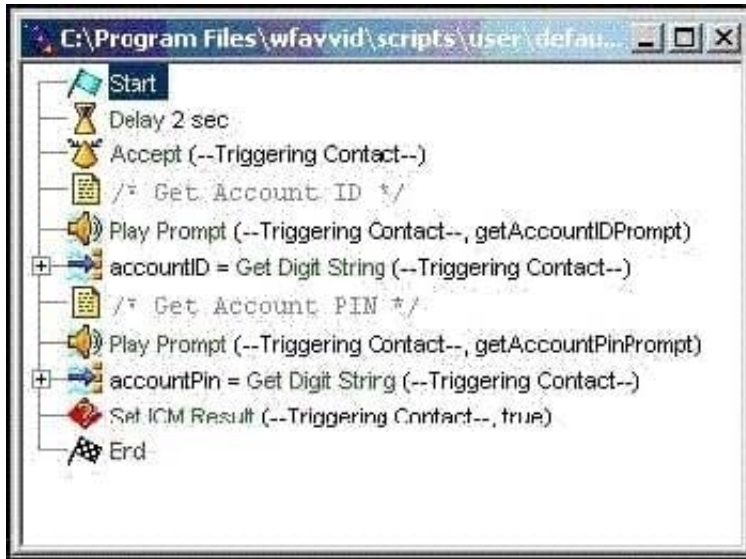 C:\Program Files\wfavvid\scripts\user\defau...
Start
Delay 2 sec
Accept (--Triggering Contact--)
/* Get Account ID */
Play Prompt (--Triggering Contact--, getAccountIDPrompt)
accountID = Get Digit String (--Triggering Contact--)
/* Get Account PIN */
Play Prompt (--Triggering Contact--, getAccountPinPrompt)
accountPin = Get Digit String (--Triggering Contact--)
Set ICM Result (--Triggering Contact--, true)
End